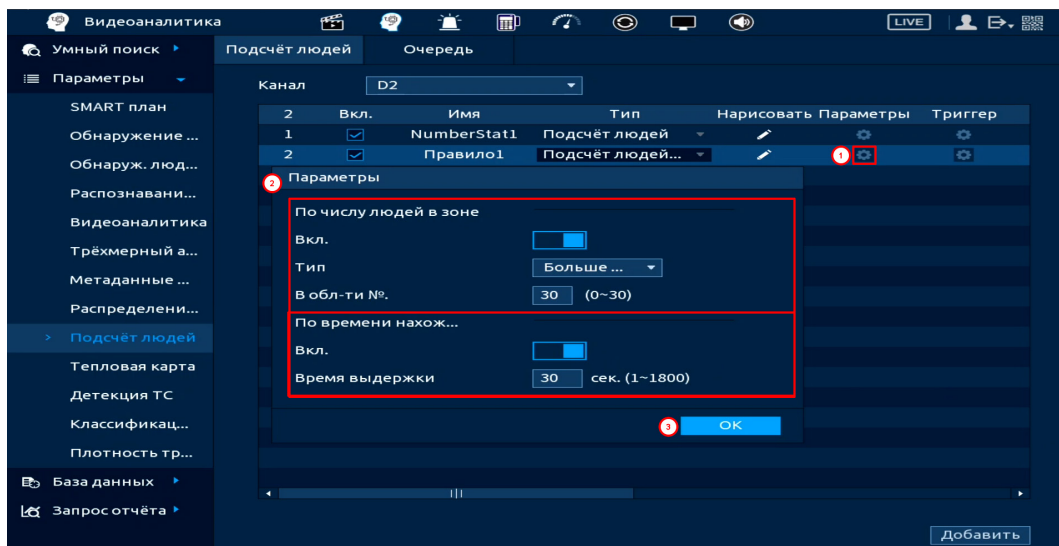 Видеоаналитика LIVE
Умный поиск Подсчёт людей Очередь
Параметры
Канал D2
SMART план
2 Вкл. Имя Тип Нарисовать Параметры Триггер
Обнаружение ...
1 NumberStat1 Подсчёт людей
2 Правило1 Подсчёт людей... 1
Обнаруж. люд...
2 Параметры
Распознавани...
По числу людей в зоне
Видеоаналитика
Вкл.
Трёхмерный а...
Тип Больше ...
Метаданные ...
В обл-ти №. 30 (0~30)
Распределени...
По времени нахож...
Подсчёт людей
Вкл.
Тепловая карта
Время выдержки 30 сек. (1~1800)
Детекция ТС
Классификац...
3 OK
Плотность тр...
База данных
Запрос отчёта
Добавить